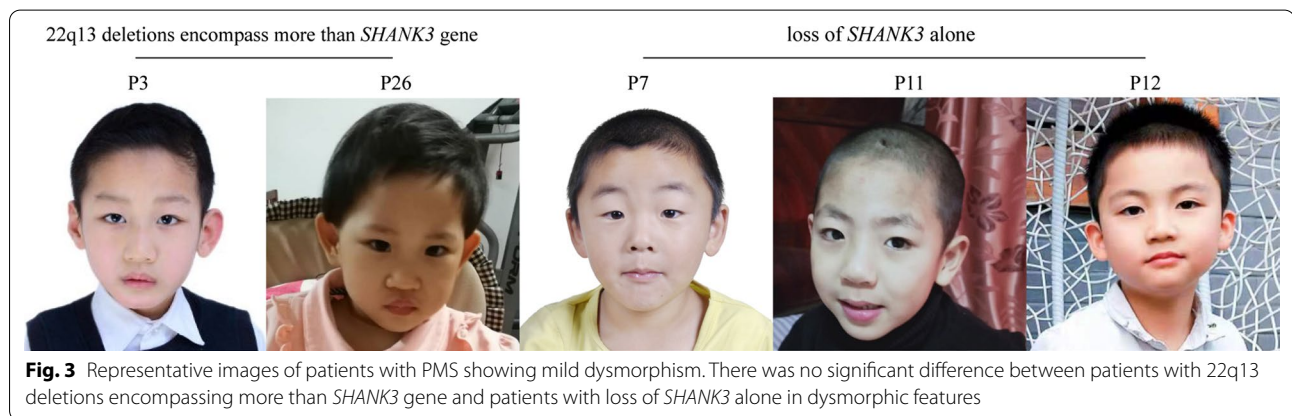 22q13 deletions encompass more than SHANK3 gene
loss of SHANK3 alone
P3 P26 P7 P11 P12
Fig. 3 Representative images of patients with PMS showing mild dysmorphism. There was no significant difference between patients with 22q13
deletions encompassing more than SHANK3 gene and patients with loss of SHANK3 alone in dysmorphic features